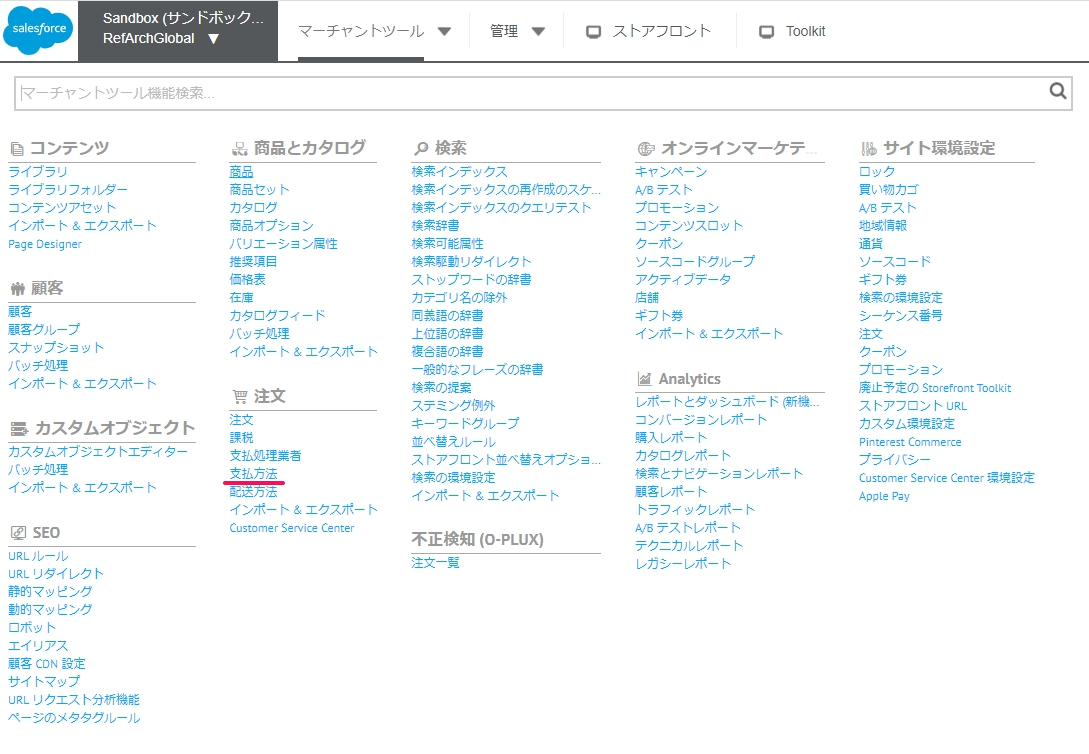 salesforce
Sandbox (サンドボック...
RefArchGlobal ▼
マーチャントツール ▼
管理 ▼
ストアフロント
Toolkit
マーチャントツール機能検索...
コンテンツ
ライブラリ
ライブラリフォルダー
コンテンツアセット
インポート & エクスポート
Page Designer
顧客
顧客
顧客グループ
スナップショット
バッチ処理
インポート & エクスポート
カスタムオブジェクト
カスタムオブジェクトエディター
バッチ処理
インポート & エクスポート
SEO
URL ルール
URL リダイレクト
静的マッピング
動的マッピング
ロボット
エイリアス
顧客 CDN 設定
サイトマップ
URL リクエスト分析機能
ページのメタタグルール
商品とカタログ
商品
商品セット
カタログ
商品オプション
バリエーション属性
推奨項目
価格表
在庫
カタログフィード
バッチ処理
インポート & エクスポート
注文
注文
課税
支払処理業者
支払方法
配送方法
インポート & エクスポート
Customer Service Center
検索
検索インデックス
検索インデックスの再作成のスケ...
検索インデックスのクエリテスト
検索辞書
検索可能属性
検索駆動リダイレクト
ストップワードの辞書
カテゴリ名の除外
同義語の辞書
上位語の辞書
複合語の辞書
一般的なフレーズの辞書
検索の提案
ステミング例外
キーワードグループ
並べ替えルール
ストアフロント並べ替えオプショ...
検索の環境設定
インポート & エクスポート
不正検知 (O-PLUX)
注文一覧
オンラインマーケテ...
キャンペーン
A/B テスト
プロモーション
コンテンツスロット
クーポン
ソースコードグループ
アクティブデータ
店舗
ギフト券
インポート & エクスポート
Analytics
レポートとダッシュボード (新機...
コンバージョンレポート
購入レポート
カタログレポート
検索とナビゲーションレポート
顧客レポート
トラフィックレポート
A/B テストレポート
テクニカルレポート
レガシーレポート
サイト環境設定
ロック
買い物カゴ
A/B テスト
地域情報
通貨
ソースコード
ギフト券
検索の環境設定
シーケンス番号
注文
クーポン
プロモーション
廃止予定の Storefront Toolkit
ストアフロント URL
カスタム環境設定
Pinterest Commerce
プライバシー
Customer Service Center 環境設定
Apple Pay